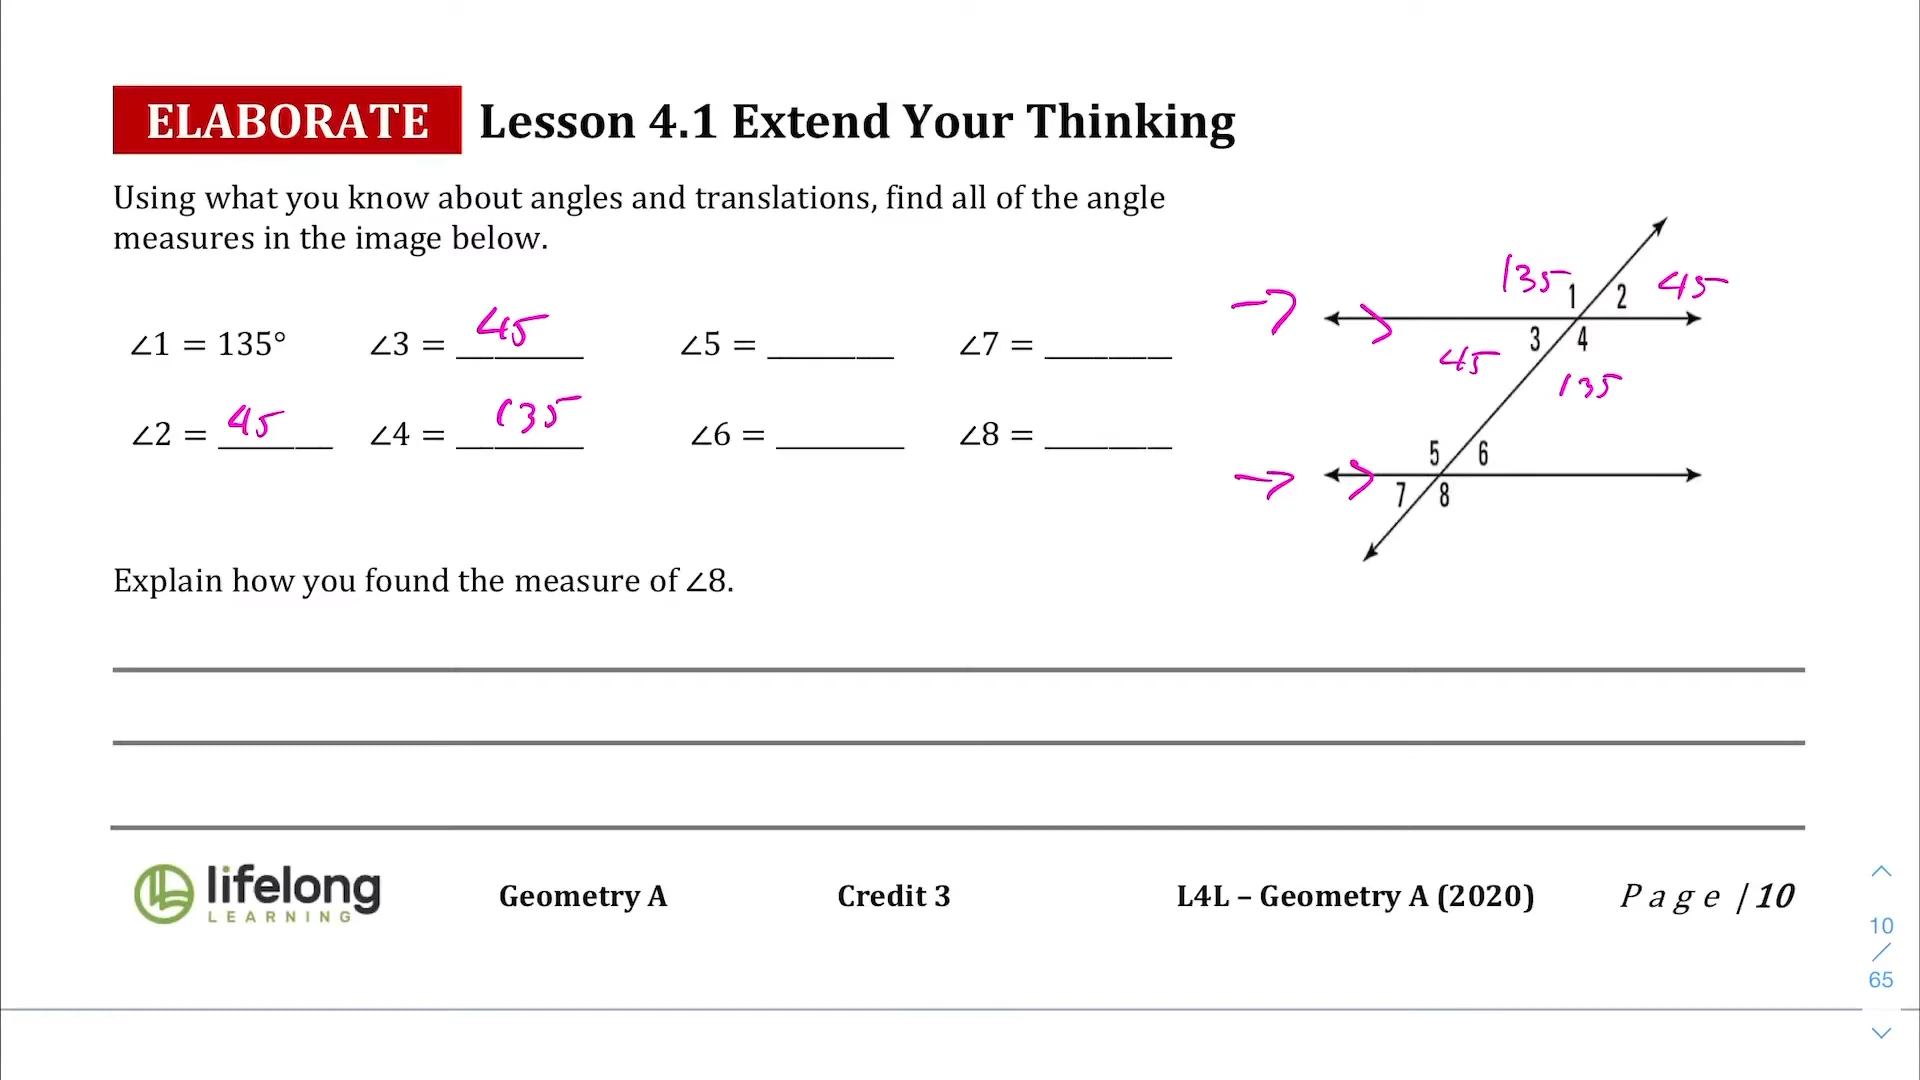 ELABORATE Lesson 4.1 Extend Your Thinking
Using what you know about angles and translations, find all of the angle
measures in the image below.
∠1 = 135° ∠3 = 45 ∠5 = ________ ∠7 = ________
∠2 = 45 ∠4 = 135 ∠6 = ________ ∠8 = ________
135 1 2 45
3 4
45 135
5 6
7 8
Explain how you found the measure of ∠8.
lifelong
LEARNING
Geometry A Credit 3 L4L – Geometry A (2020) Page | 10
10
/
65